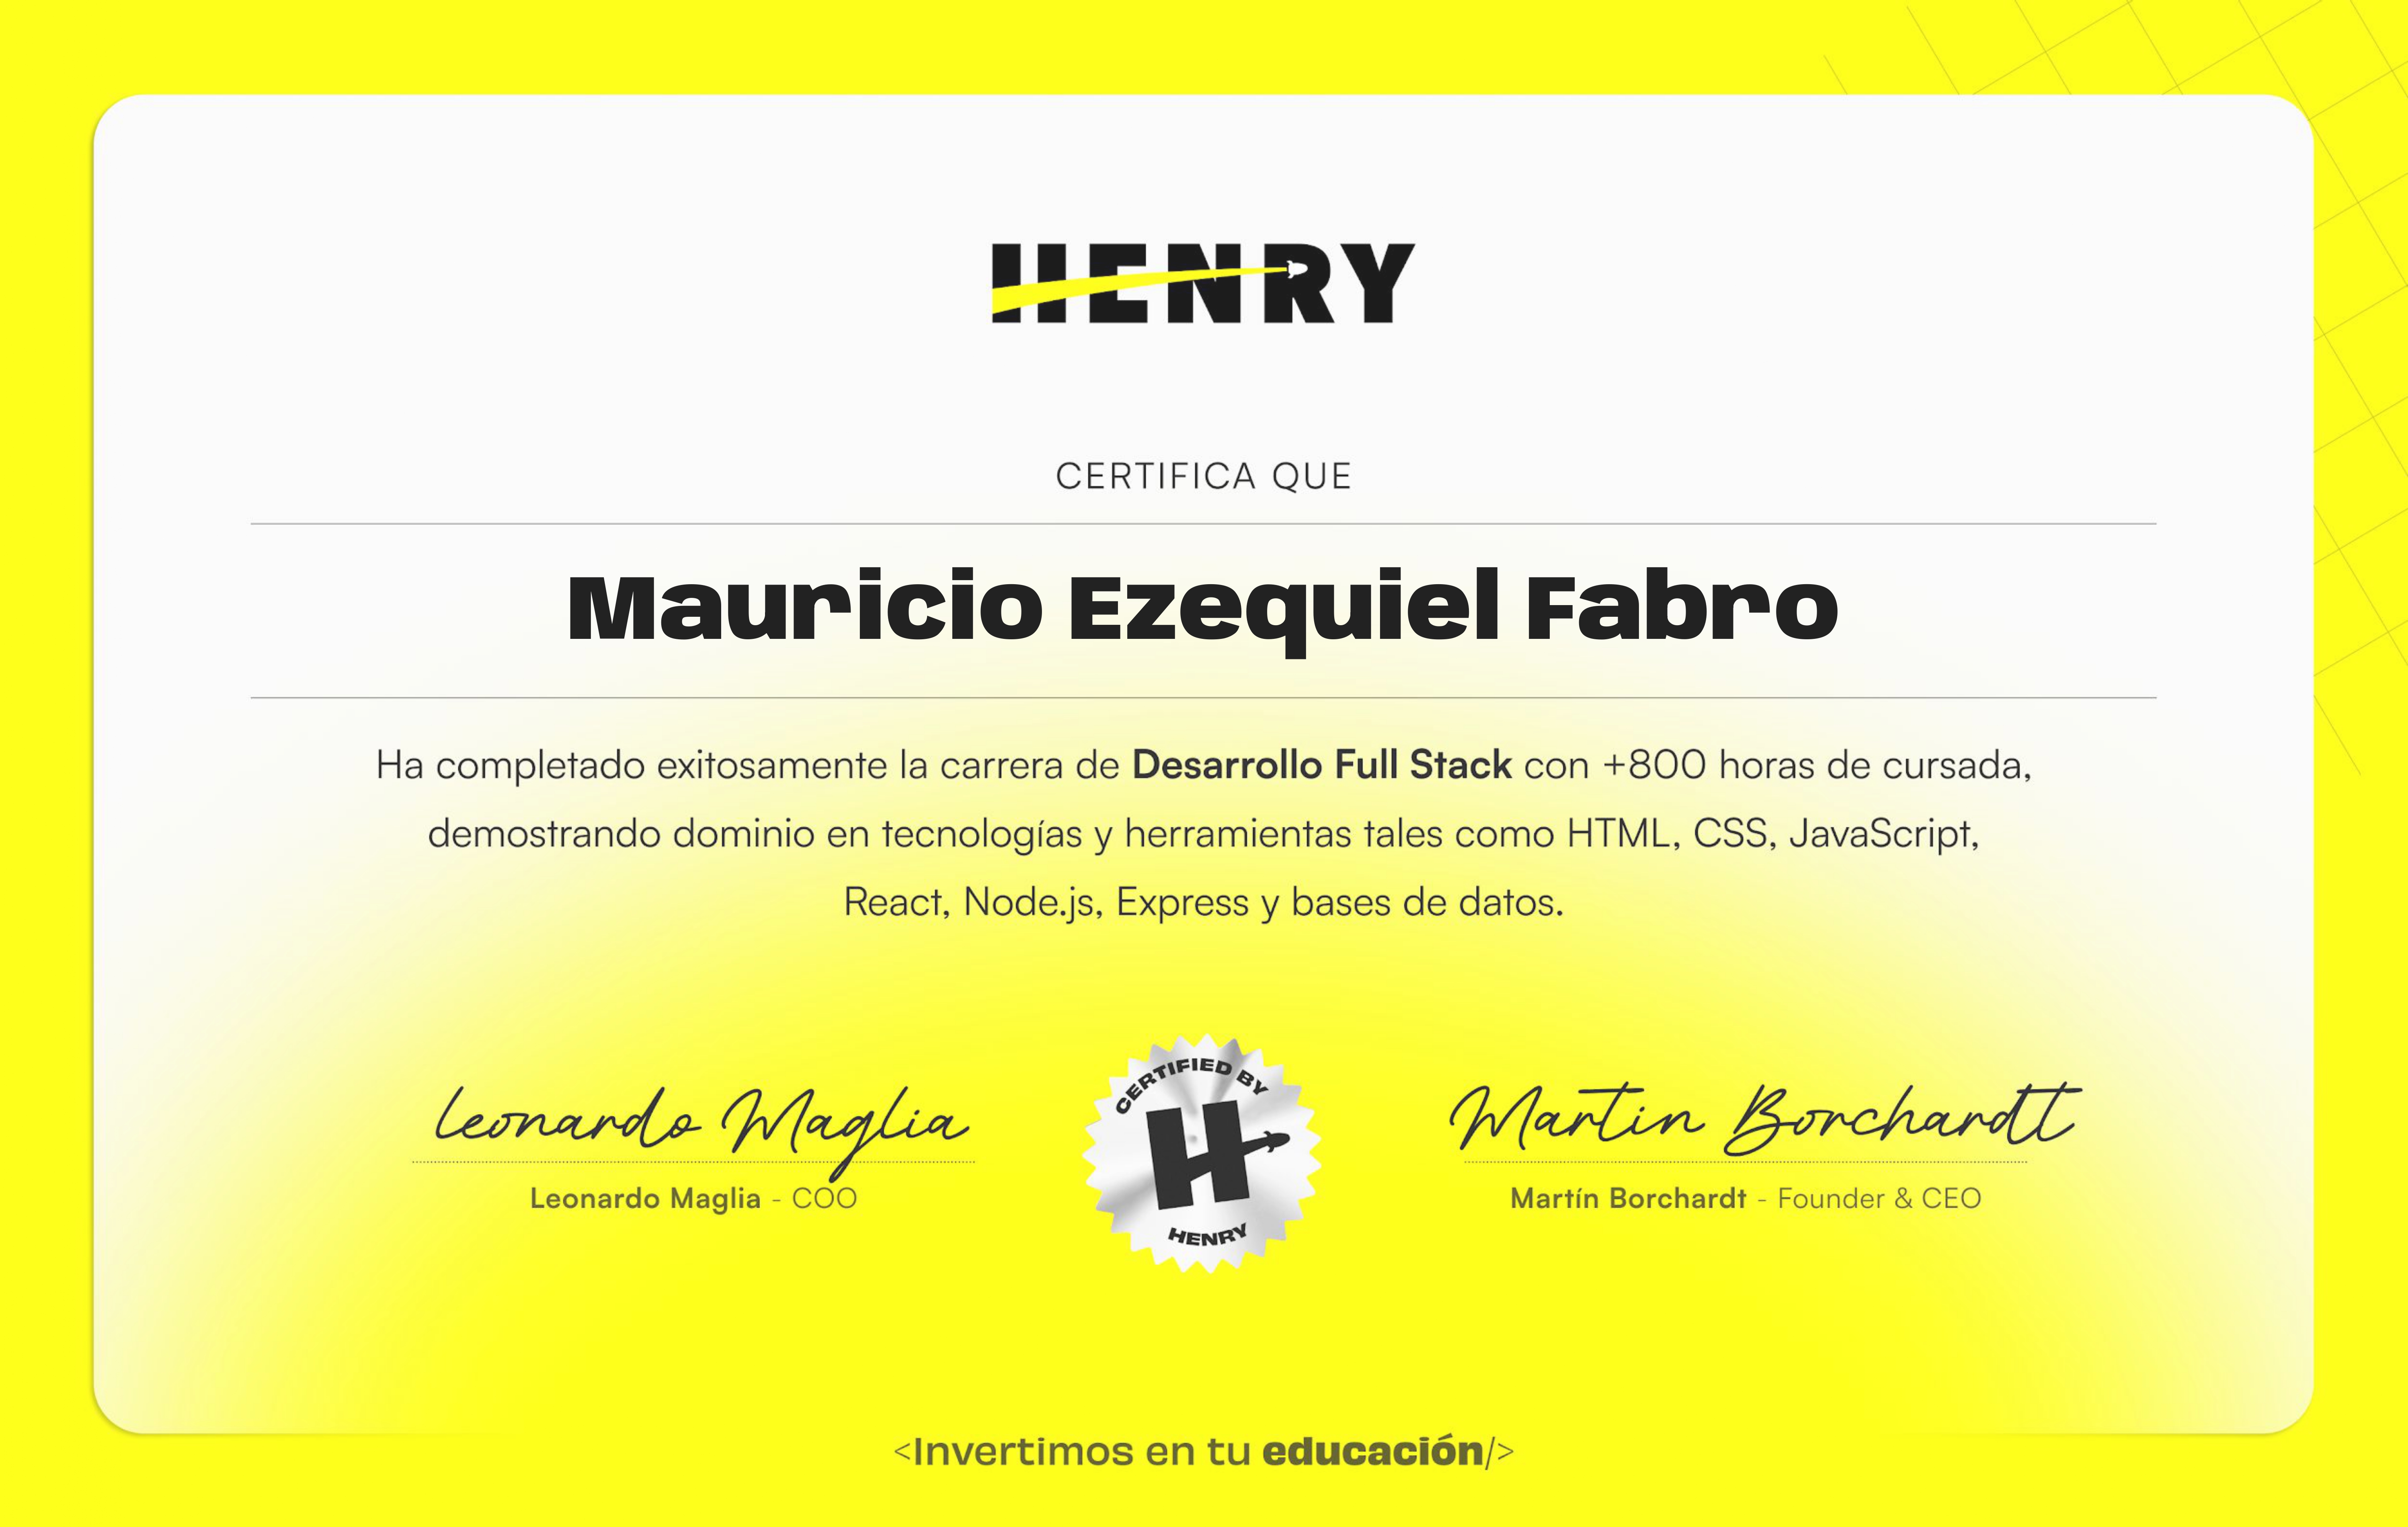 HENRY
CERTIFICA QUE
Mauricio Ezequiel Fabro
Ha completado exitosamente la carrera de Desarrollo Full Stack con +800 horas de cursada,
demostrando dominio en tecnologías y herramientas tales como HTML, CSS, JavaScript,
React, Node.js, Express y bases de datos.
Leonardo Maglia
Leonardo Maglia - COO
CERTIFIED BY
H
HENRY
Martin Borchardt
Martín Borchardt - Founder & CEO
<Invertimos en tu educación/>